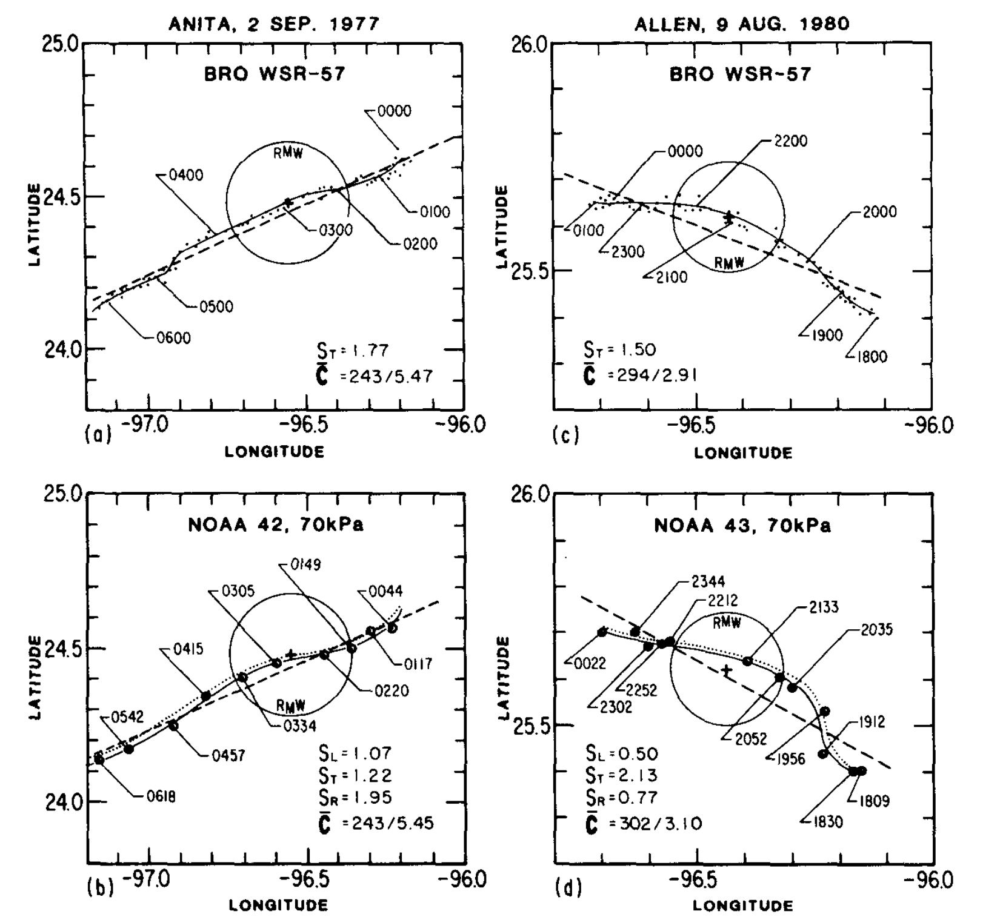 ANITA, 2 SEP. 1977
25.0
BRO WSR-57
0000
RMW
0400
24.5
0100
0300
0200
0500
0600
24.0
ST=1.77
C̄ =243/5.47
-97.0
-96.5
-96.0
LATITUDE
(a)
LONGITUDE
ALLEN, 9 AUG. 1980
26.0
BRO WSR-57
2200
0000
2000
0100
2300
RMW
25.5
2100
1900
1800
ST=1.50
C̄ =294/2.91
-96.5
-96.0
LATITUDE
(c)
LONGITUDE
25.0
NOAA 42, 70kPa
0149
0305
0044
0415
24.5
0117
0220
RMW
0542
0334
0457
0618
24.0
SL=1.07
ST=1.22
SR=1.95
C̄ =243/5.45
-97.0
-96.5
-96.0
LATITUDE
(b)
LONGITUDE
26.0
NOAA 43, 70kPa
2344
2212
2133
RMW
2035
0022
2252
2302
25.5
1912
2052
1956
1809
1830
SL=0.50
ST=2.13
SR=0.77
C̄ =302/3.10
-96.5
-96.0
LATITUDE
(d)
LONGITUDE